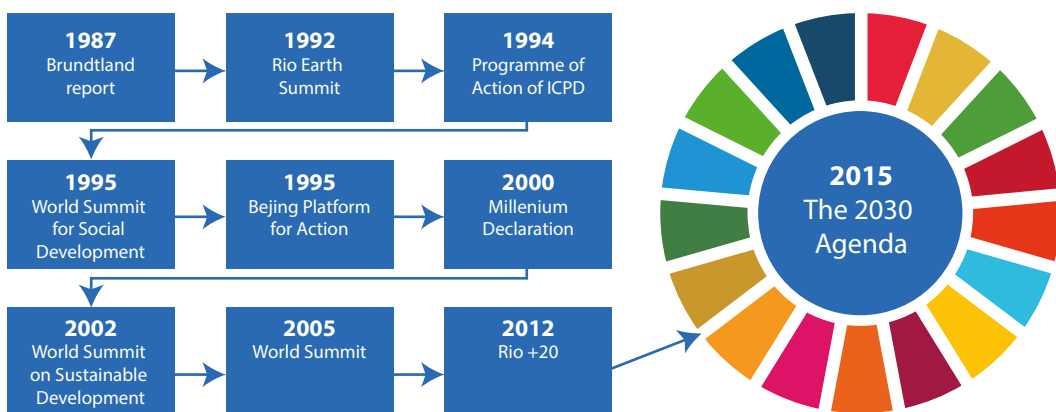 1987
Brundtland
report
1992
Rio Earth
Summit
1994
Programme of
Action of ICPD
1995
World Summit
for Social
Development
1995
Bejing Platform
for Action
2000
Millenium
Declaration
2002
World Summit
on Sustainable
Development
2005
World Summit
2012
Rio +20
2015
The 2030
Agenda